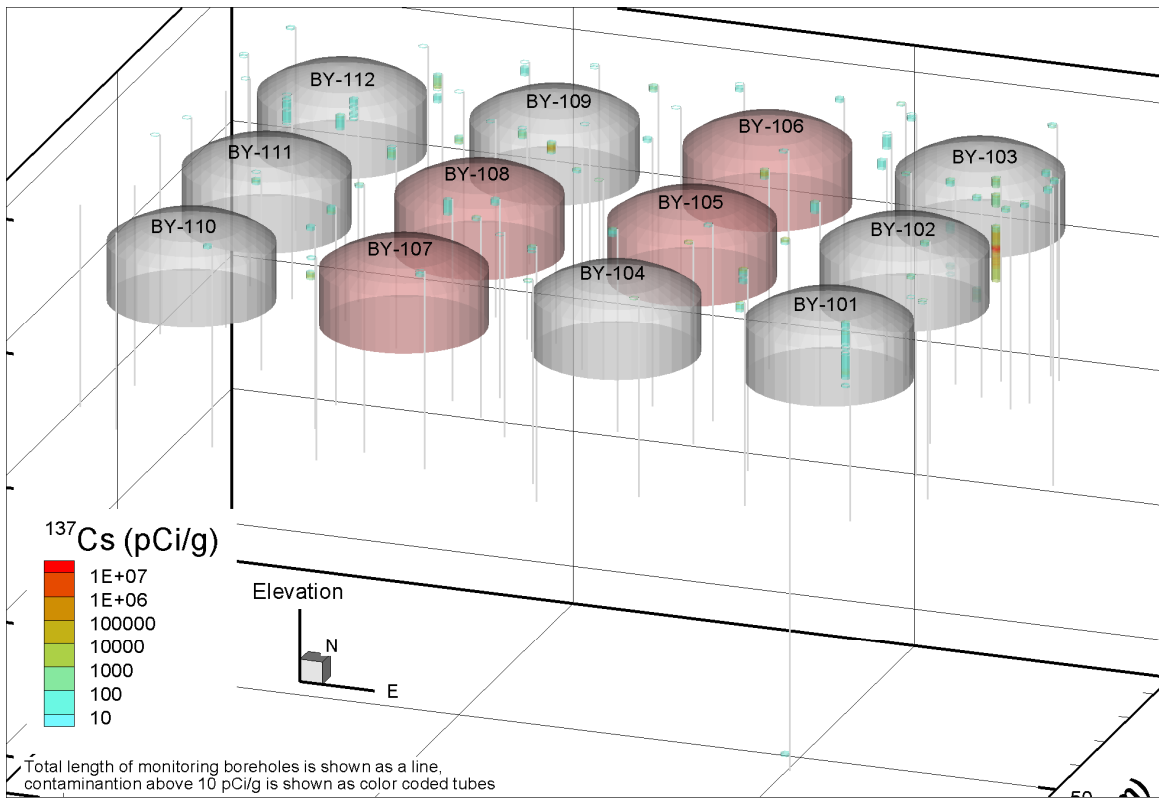 BY-112
BY-109
BY-106
BY-103
BY-111
BY-108
BY-105
BY-102
BY-110
BY-107
BY-104
BY-101
137Cs (pCi/g)
1E+07
1E+06
100000
10000
1000
100
10
Elevation
N
E
Total length of monitoring boreholes is shown as a line,
contaminantion above 10 pCi/g is shown as color coded tubes